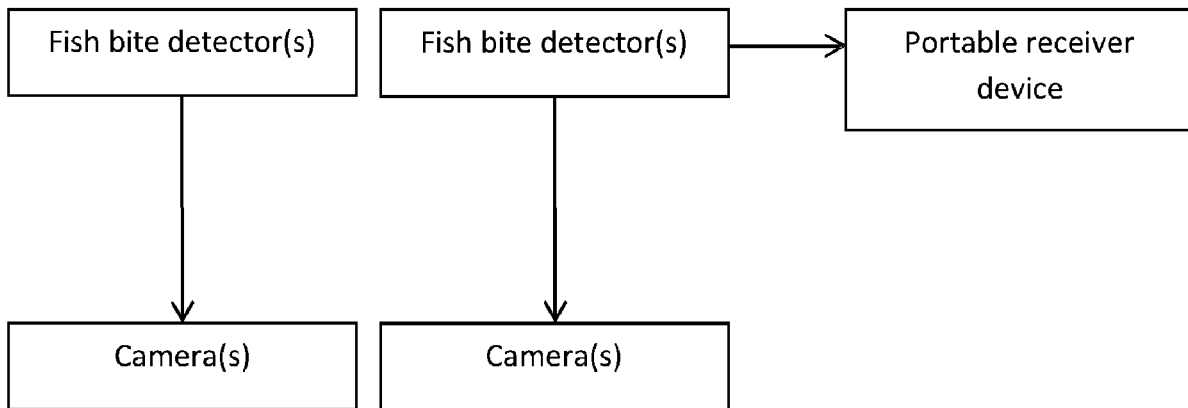 Fish bite detector(s)
Fish bite detector(s)
Portable receiver
device
Camera(s)
Camera(s)